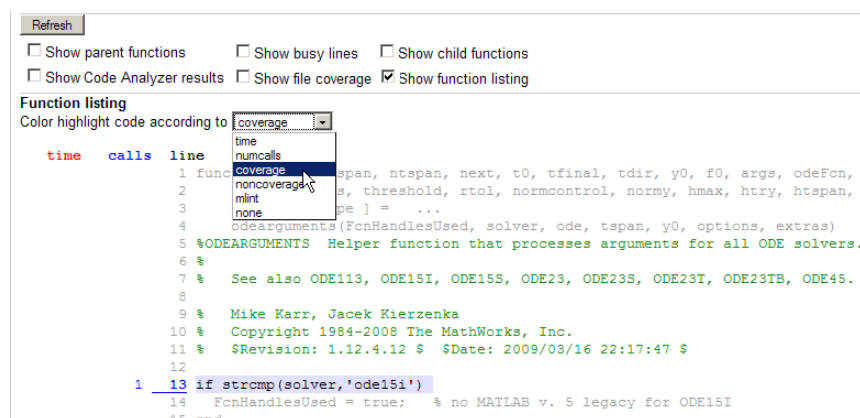 Refresh
Show parent functions Show busy lines Show child functions
Show Code Analyzer results Show file coverage Show function listing
Function listing
Color highlight code according to coverage
time
numcalls
coverage
noncoverage
mlint
none
time calls line
1 func span, ntspan, next, t0, tfinal, tdir, y0, f0, args, odeFcn,
2 s, threshold, rtol, normcontrol, normy, hmax, htry, htspan,
3 pe ] = ...
4 odearguments(FcnHandlesUsed, solver, ode, tspan, y0, options, extras)
5 %ODEARGUMENTS Helper function that processes arguments for all ODE solvers.
6 %
7 % See also ODE113, ODE15I, ODE15S, ODE23, ODE23S, ODE23T, ODE23TB, ODE45.
8
9 % Mike Karr, Jacek Kierzenka
10 % Copyright 1984-2008 The MathWorks, Inc.
11 % $Revision: 1.12.4.12 $ $Date: 2009/03/16 22:17:47 $
12
1 13 if strcmp(solver,'ode15i')
14 FcnHandlesUsed = true; % no MATLAB v. 5 legacy for ODE15I
15 end